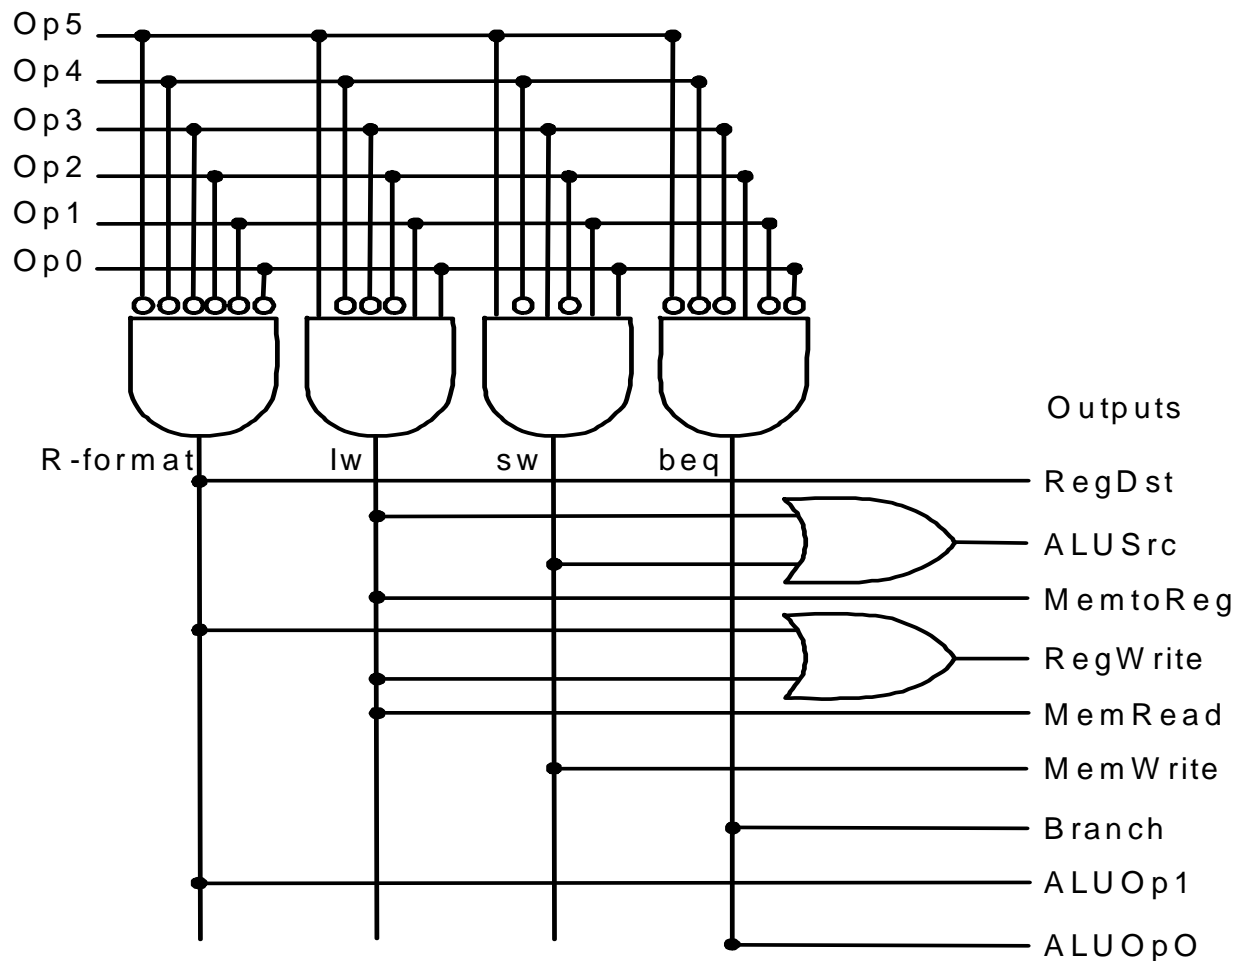 Op5
Op4
Op3
Op2
Op1
Op0
Outputs
R-format
lw
sw
beq
RegDst
ALUSrc
MemtoReg
RegWrite
MemRead
MemWrite
Branch
ALUOp1
ALUOpO